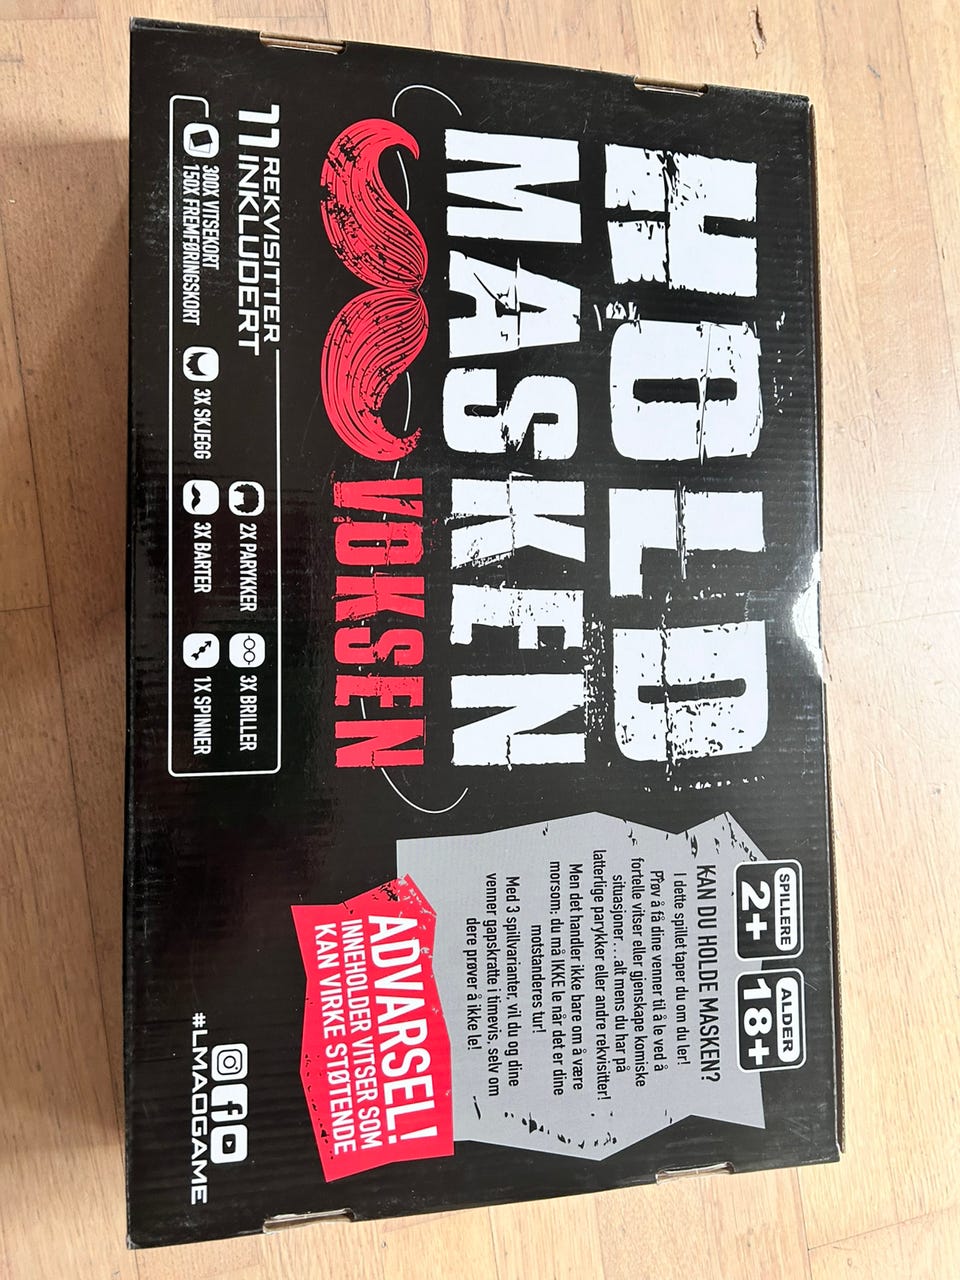 HOLD
MASKEN
VOKSEN
11 REKVISITTER
INKLUDERT
300X VITSEKORT
150X FREMFØRINGSKORT
3X SKJEGG
2X PARYKKER
3X BARTER
3X BRILLER
1X SPINNER
SPILLERE
2+
ALDER
18+
KAN DU HOLDE MASKEN?
I dette spillet taper du om du ler!
Prøv å få dine venner til å le ved å
fortelle vitser eller gjenskape komiske
situasjoner... alt mens du har på
latterlige parykker eller andre rekvisitter!
Men det handler ikke bare om å være
morsom; du må IKKE le når det er dine
motstanderes tur!
Med 3 spillvarianter, vil du og dine
venner gapskratte i timevis, selv om
dere prøver å ikke le!
ADVARSEL!
INNEHOLDER VITSER SOM
KAN VIRKE STØTENDE
#LMAOGAME